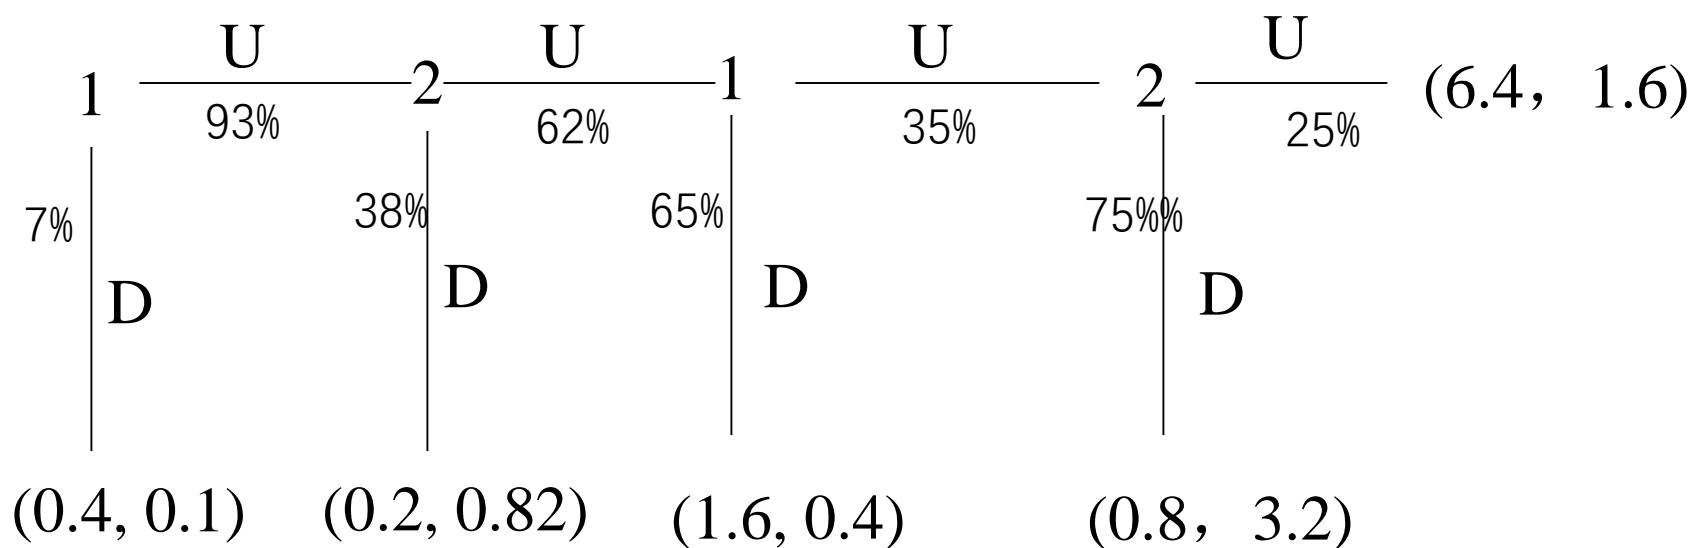 U U U U
1 2 1 2 (6.4， 1.6)
93% 62% 35% 25%
7% 38% 65% 75%%
D D D D
(0.4, 0.1) (0.2, 0.82) (1.6, 0.4) (0.8， 3.2)